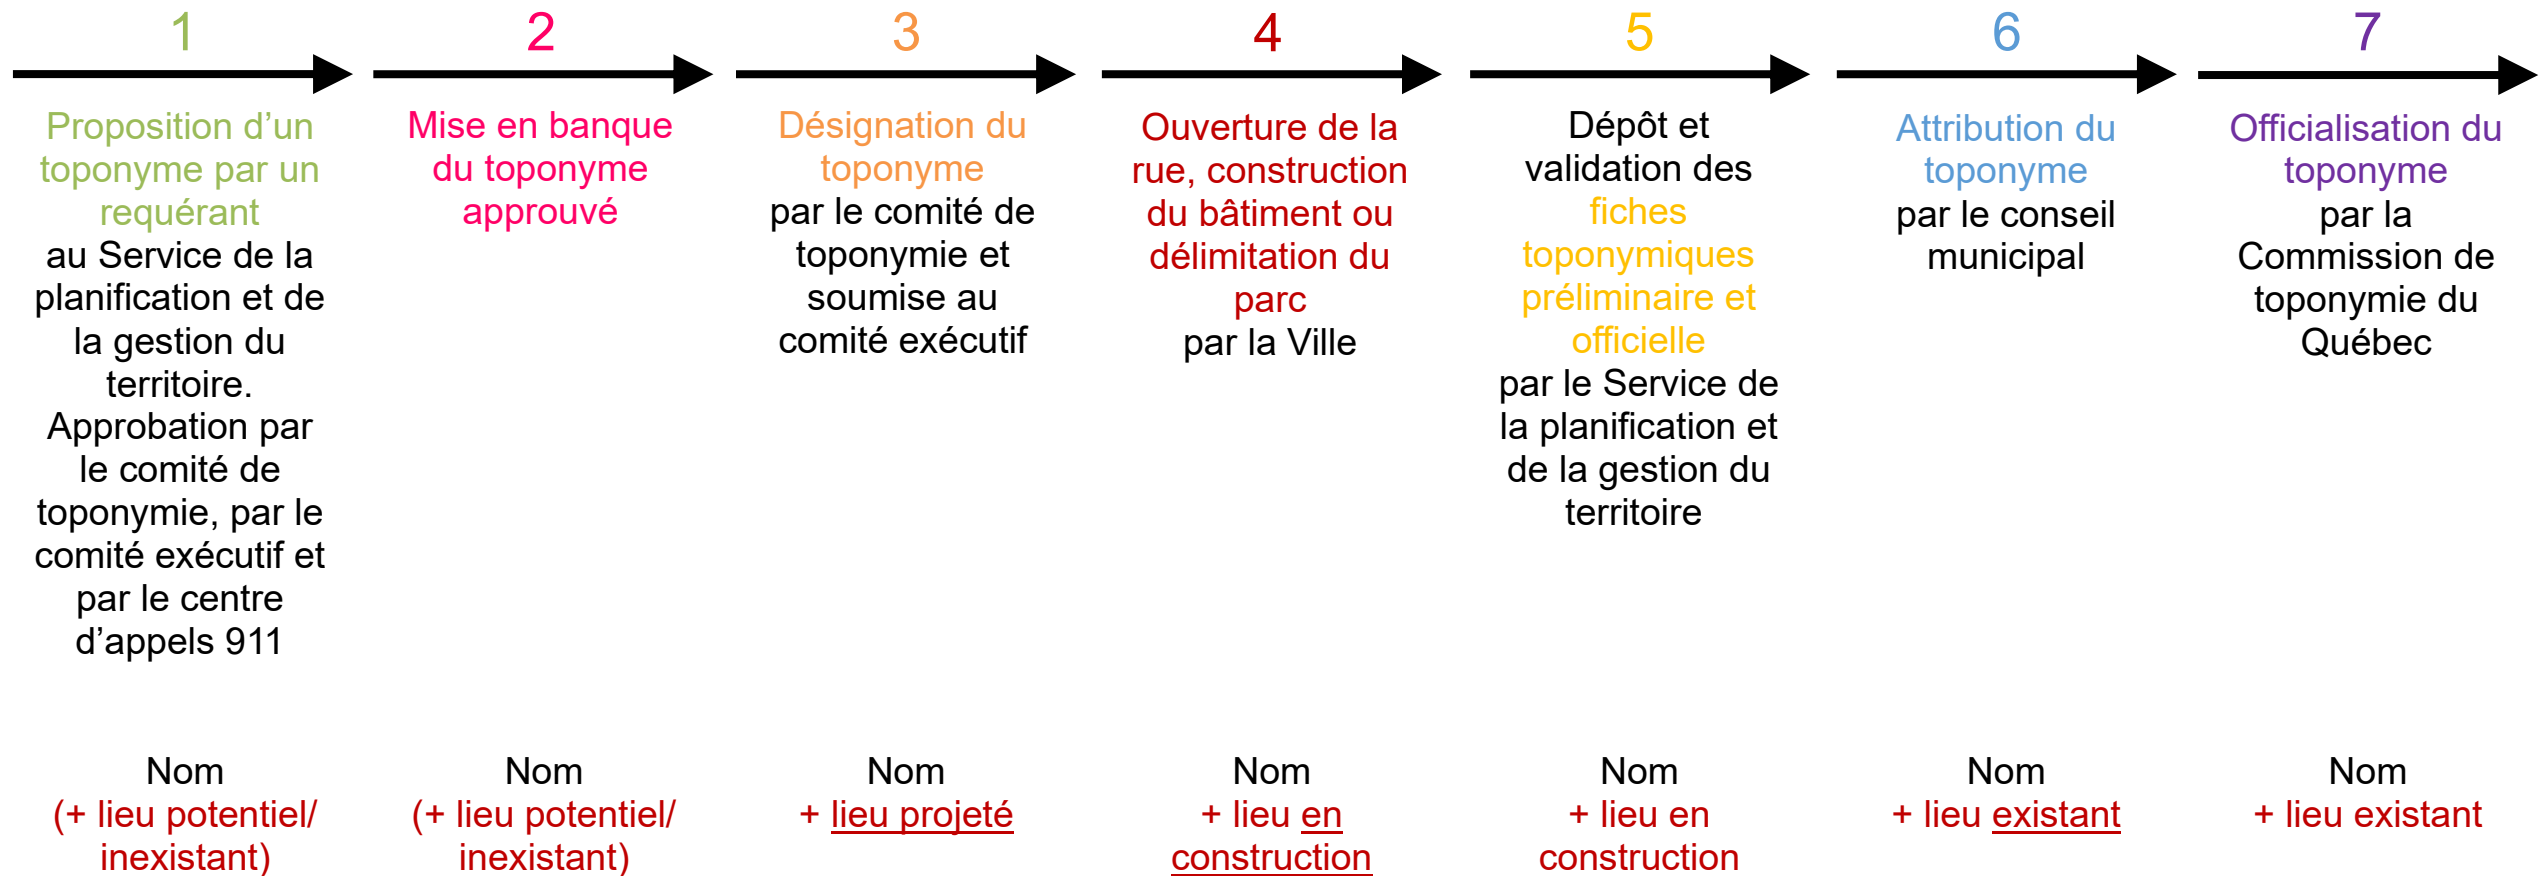 1
Proposition d’un
toponyme par un
requérant
au Service de la
planification et de
la gestion du
territoire.
Approbation par
le comité de
toponymie, par le
comité exécutif et
par le centre
d’appels 911
Nom
(+ lieu potentiel/
inexistant)
2
Mise en banque
du toponyme
approuvé
Nom
(+ lieu potentiel/
inexistant)
3
Désignation du
toponyme
par le comité de
toponymie et
soumise au
comité exécutif
Nom
+ lieu projeté
4
Ouverture de la
rue, construction
du bâtiment ou
délimitation du
parc
par la Ville
Nom
+ lieu en
construction
5
Dépôt et
validation des
fiches
toponymiques
préliminaire et
officielle
par le Service de
la planification et
de la gestion du
territoire
Nom
+ lieu en
construction
6
Attribution du
toponyme
par le conseil
municipal
Nom
+ lieu existant
7
Officialisation du
toponyme
par la
Commission de
toponymie du
Québec
Nom
+ lieu existant